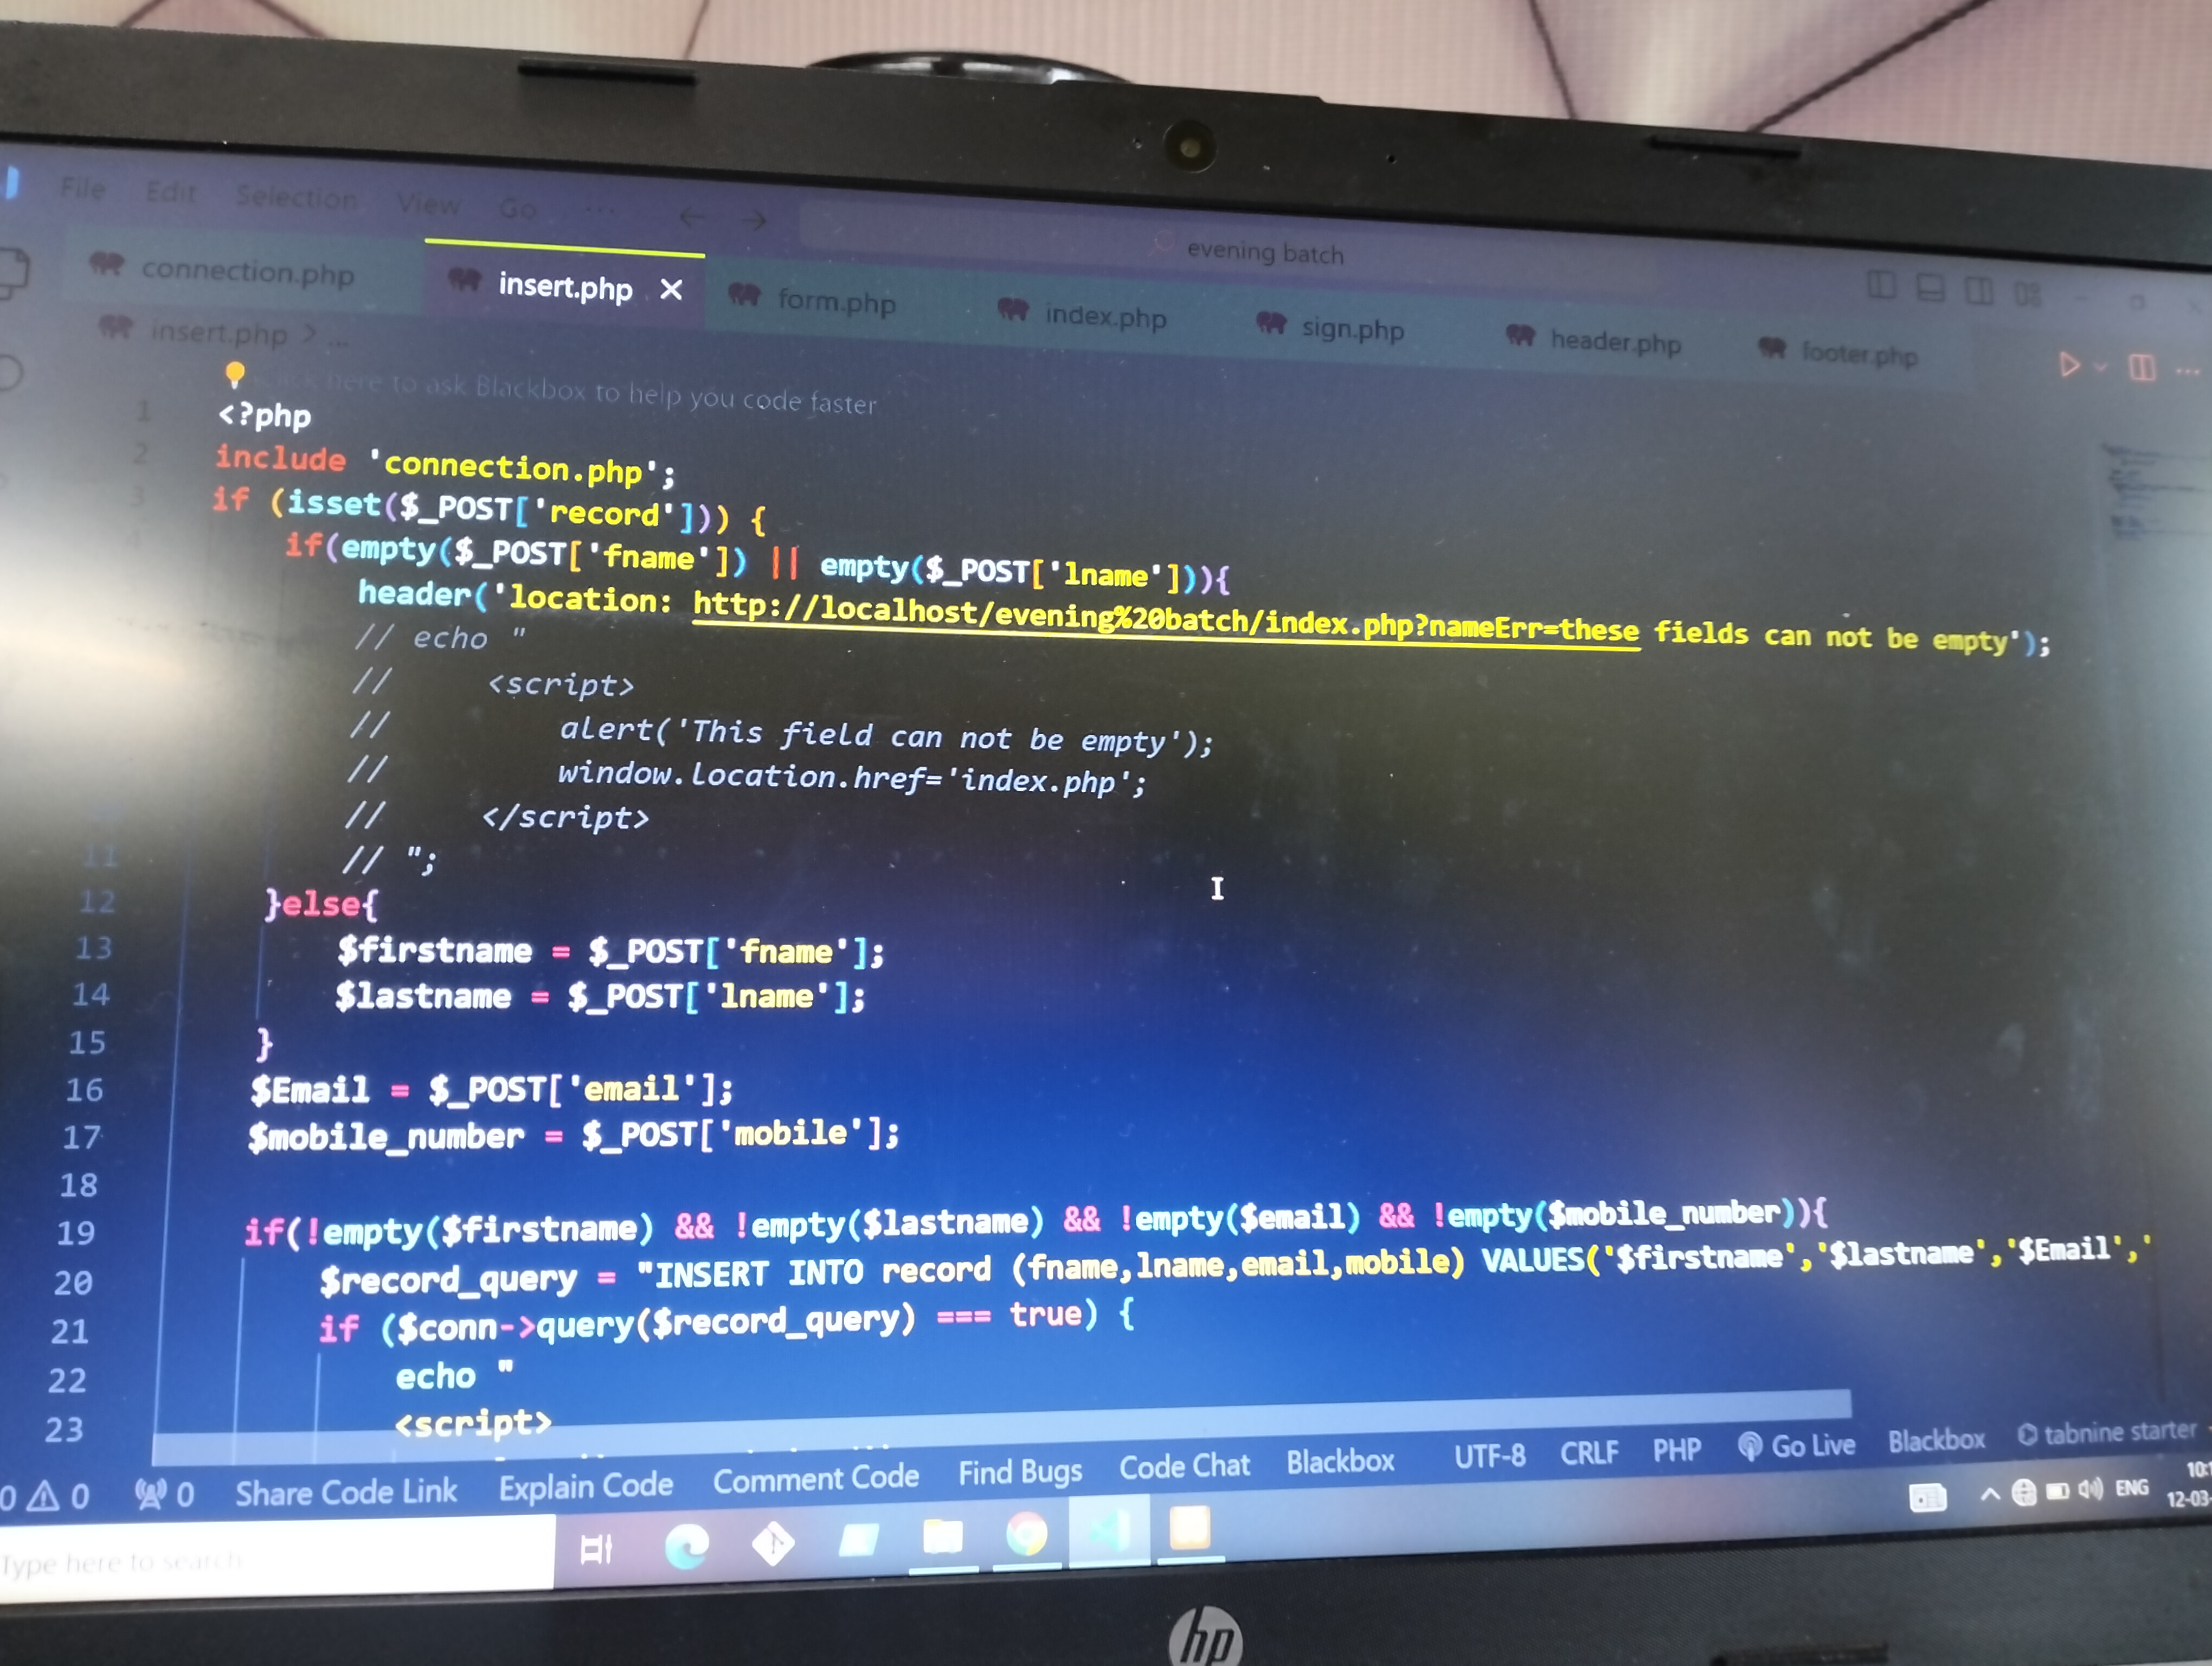 File Edit Selection View Go ...
evening batch
connection.php insert.php form.php index.php sign.php header.php footer.php
insert.php > ...
here to ask Blackbox to help you code faster
1 <?php
2 include 'connection.php';
3 if (isset($_POST['record'])) {
4 if(empty($_POST['fname']) || empty($_POST['lname'])){
header('location: http://localhost/evening%20batch/index.php?nameErr=these fields can not be empty');
// echo "
// <script>
// alert('This field can not be empty');
// window.location.href='index.php';
// </script>
11 // ";
12 }else{
13 $firstname = $_POST['fname'];
14 $lastname = $_POST['lname'];
15 }
16 $Email = $_POST['email'];
17 $mobile_number = $_POST['mobile'];
18
19 if(!empty($firstname) && !empty($lastname) && !empty($email) && !empty($mobile_number)){
20 $record_query = "INSERT INTO record (fname,lname,email,mobile) VALUES('$firstname','$lastname','$Email','
21 if ($conn->query($record_query) === true) {
22 echo "
23 <script>
0 0 0 Share Code Link Explain Code Comment Code Find Bugs Code Chat Blackbox UTF-8 CRLF PHP Go Live Blackbox tabnine starter
Type here to search
ENG
10:
12-03-
hp